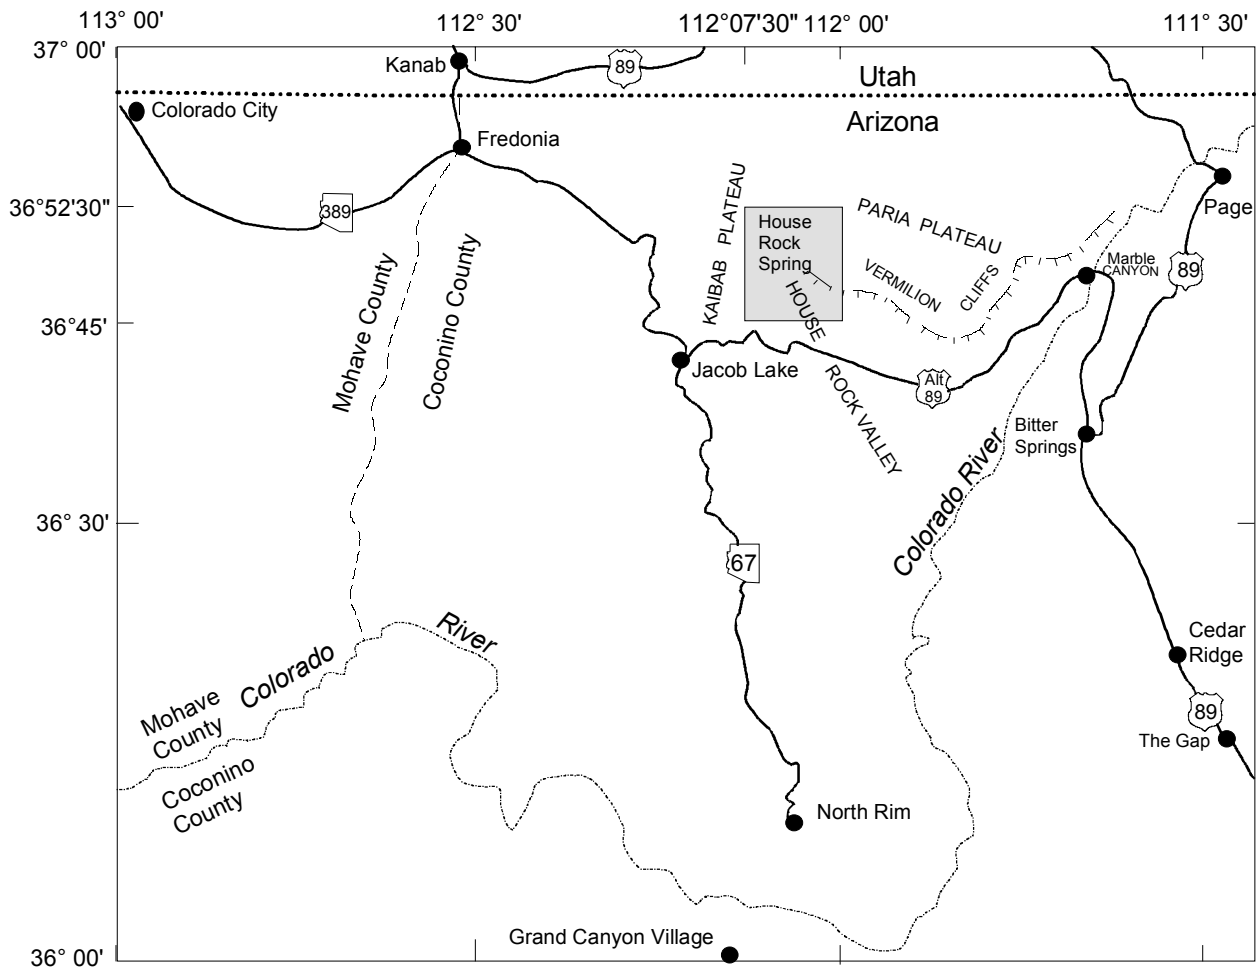 113° 00'
112° 30'
112° 07'30"
112° 00'
111° 30'
37° 00'
Kanab
89
Utah
Colorado City
Arizona
Fredonia
36° 52'30"
389
Page
KAIBAB PLATEAU
House
Rock
Spring
PARIA PLATEAU
VERMILION
CLIFFS
Marble
CANYON
89
Mohave County
Coconino County
36° 45'
HOUSE
ROCK VALLEY
Jacob Lake
Alt
89
Bitter
Springs
Colorado River
36° 30'
67
River
Colorado
Cedar
Ridge
Mohave
County
89
The Gap
Coconino
County
North Rim
Grand Canyon Village
36° 00'